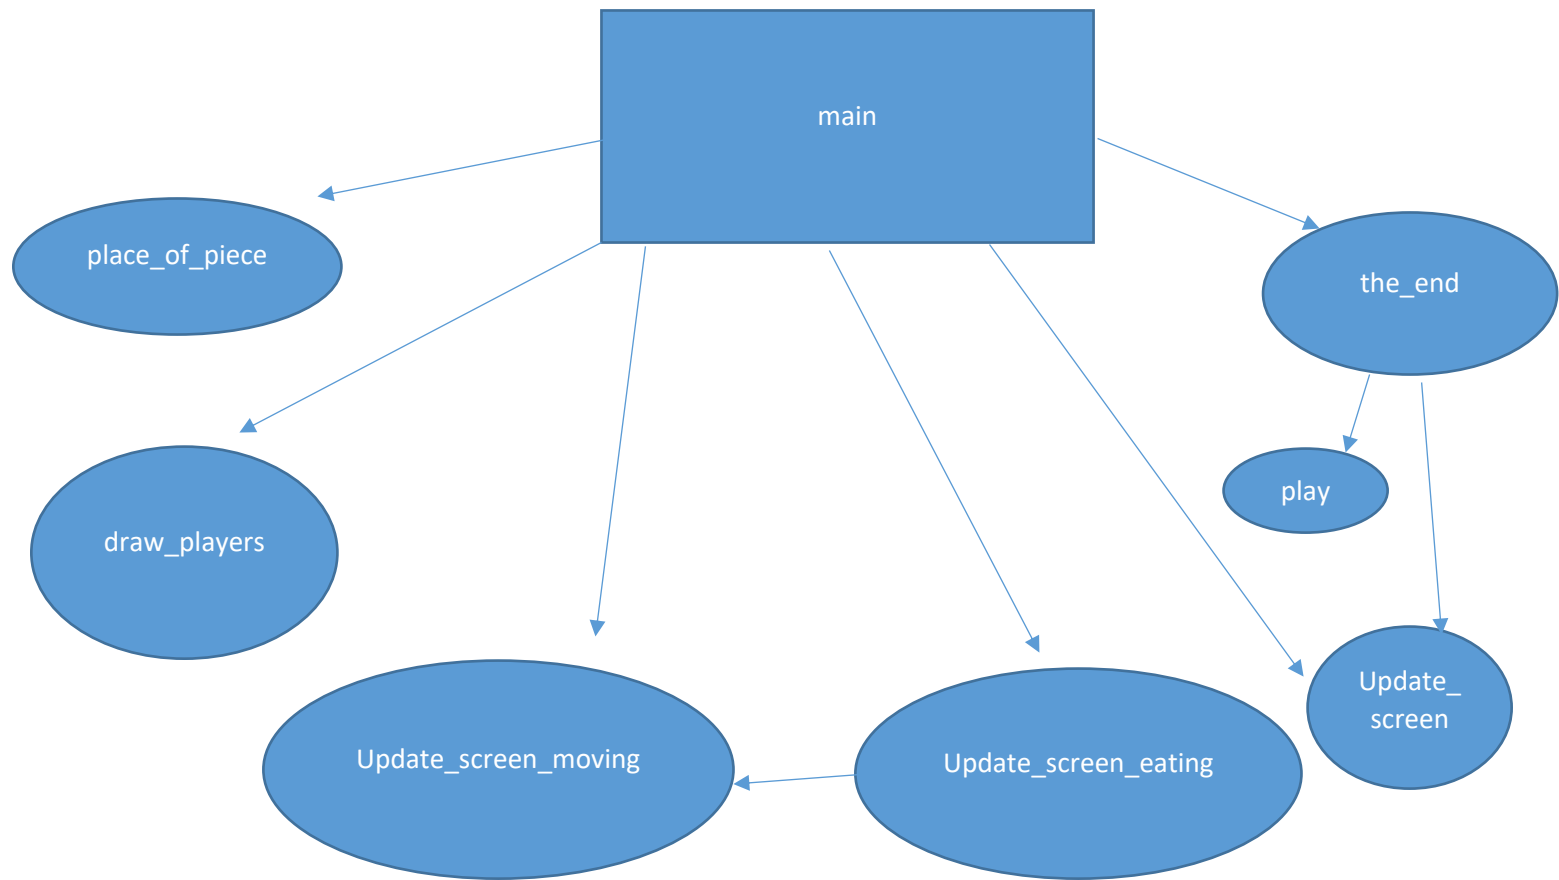 main
place_of_piece
the_end
play
draw_players
Update_
screen
Update_screen_moving
Update_screen_eating